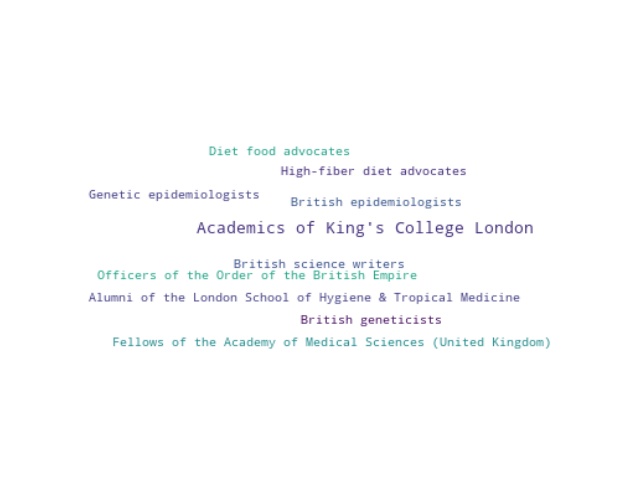 Diet food advocates
High-fiber diet advocates
Genetic epidemiologists
British epidemiologists
Academics of King's College London
British science writers
Officers of the Order of the British Empire
Alumni of the London School of Hygiene & Tropical Medicine
British geneticists
Fellows of the Academy of Medical Sciences (United Kingdom)